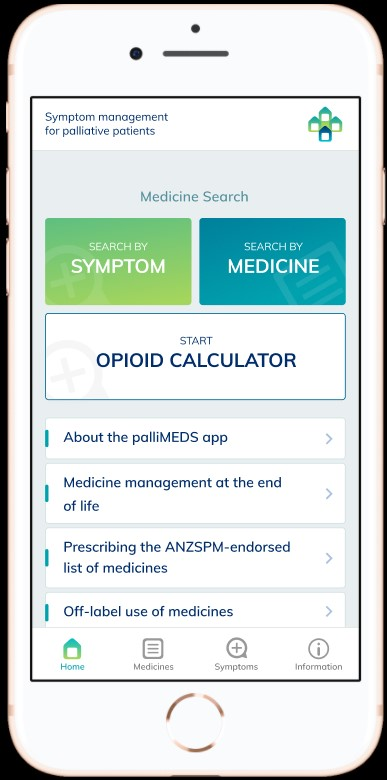 Symptom management
for palliative patients
Medicine Search
SEARCH BY
SYMPTOM
SEARCH BY
MEDICINE
START
OPIOID CALCULATOR
About the palliMEDS app
Medicine management at the end
of life
Prescribing the ANZSPM-endorsed
list of medicines
Off-label use of medicines
Home
Medicines
Symptoms
Information